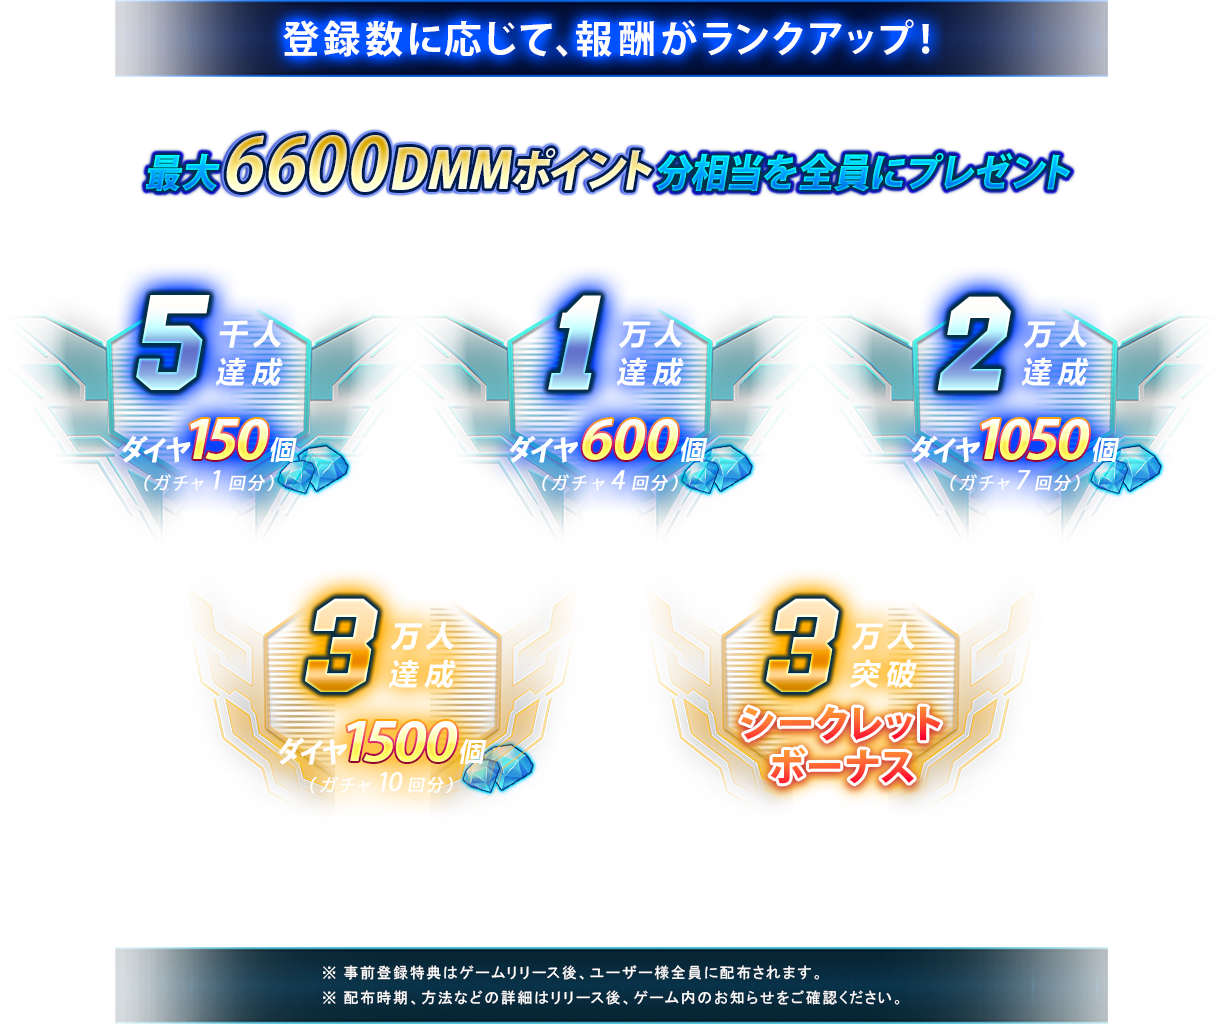 登録数に応じて、報酬がランクアップ!
最大6600DMMポイント分相当を全員にプレゼント
5千人
達成
ダイヤ150個
(ガチャ1回分)
1万人
達成
ダイヤ600個
(ガチャ4回分)
2万人
達成
ダイヤ1050個
(ガチャ7回分)
3万人
達成
ダイヤ1500個
(ガチャ10回分)
3万人
突破
シークレット
ボーナス
※ 事前登録特典はゲームリリース後、ユーザー様全員に配布されます。
※ 配布時期、方法などの詳細はリリース後、ゲーム内のお知らせをご確認ください。